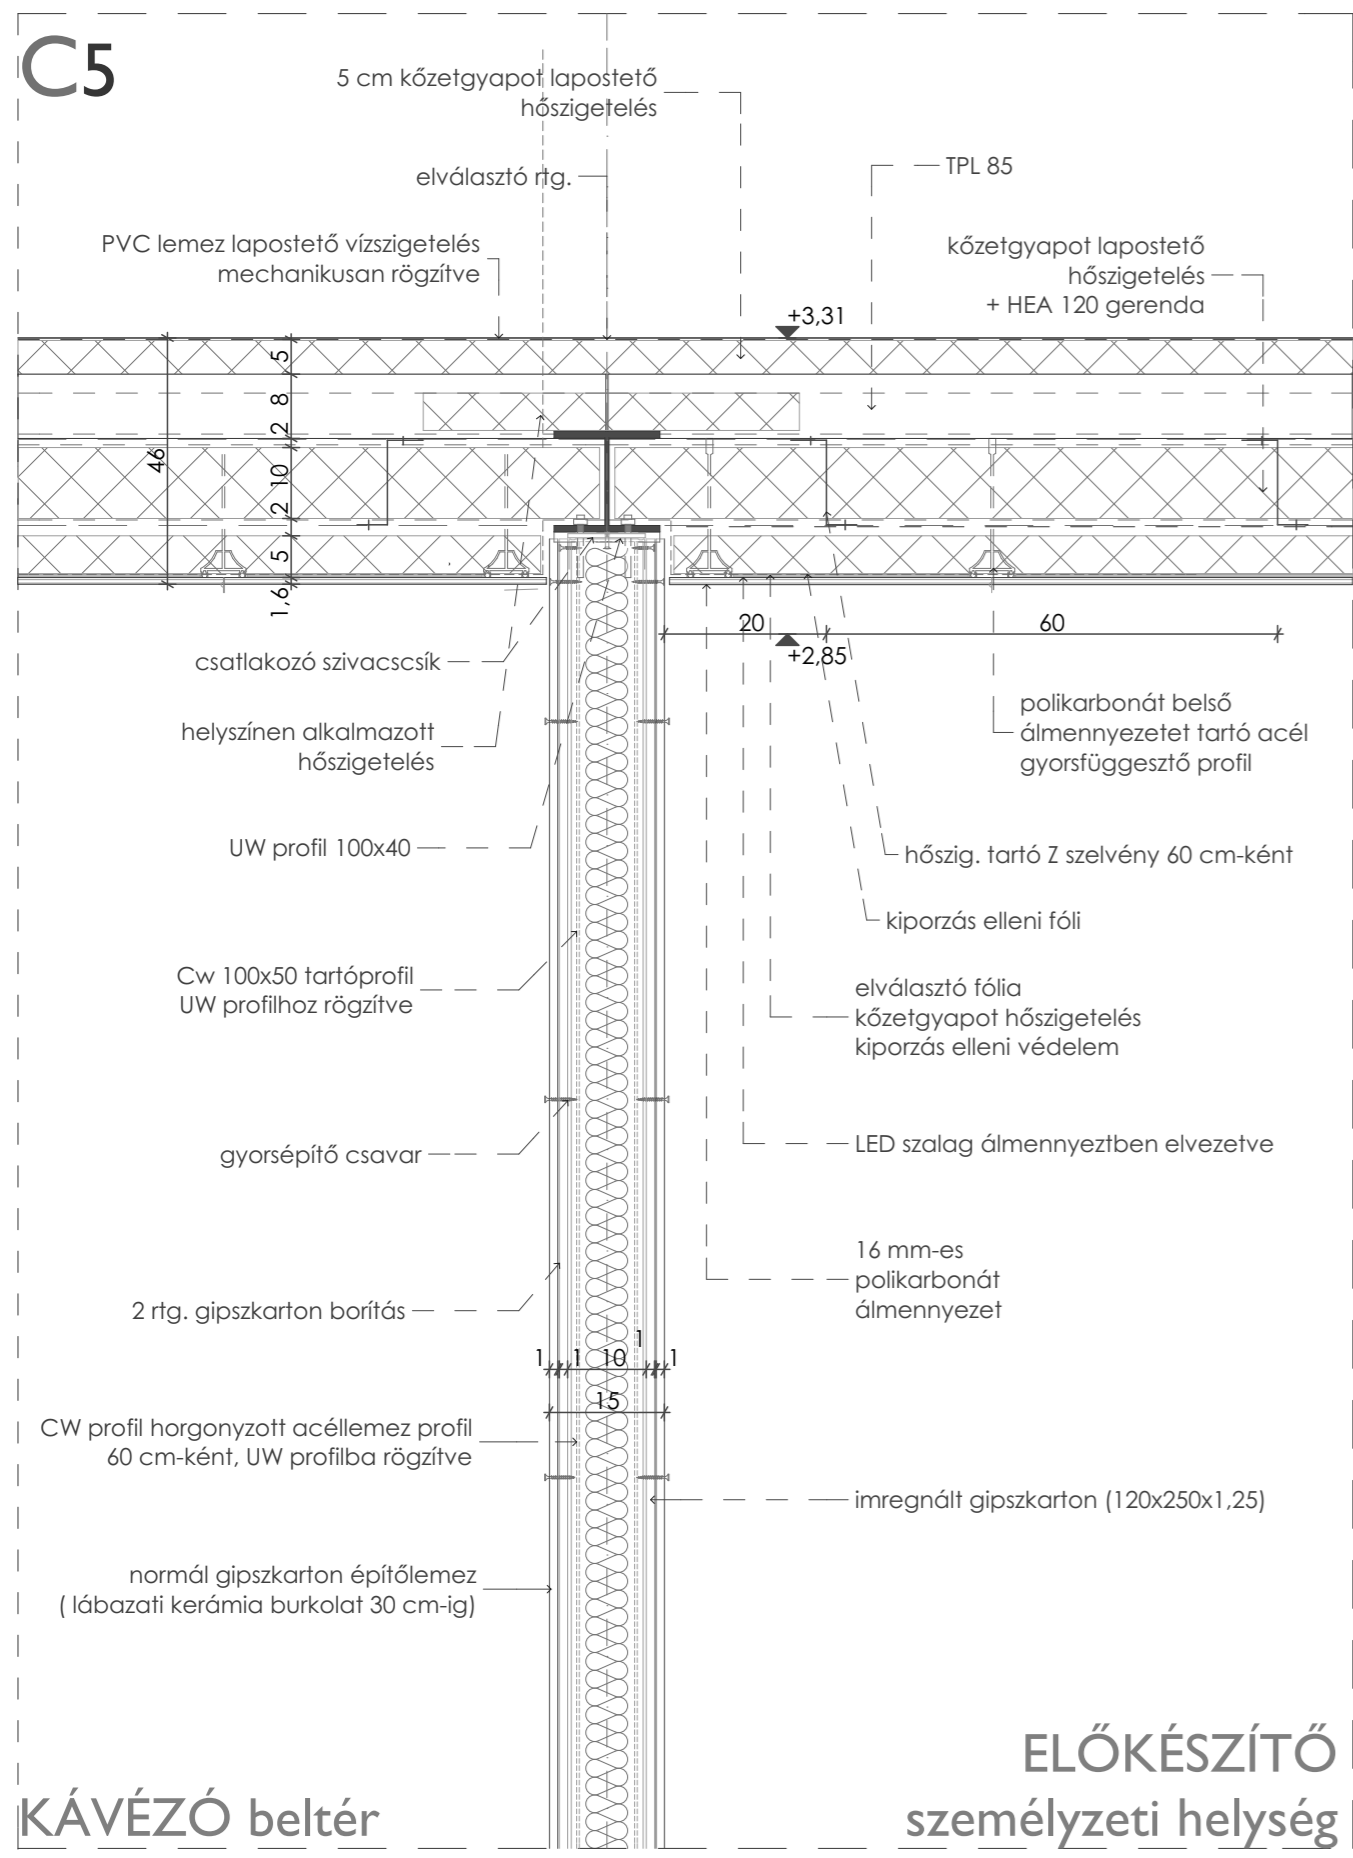 C5
5 cm kőzetgyapot lapostető
hőszigetelés
elválasztó rtg.
TPL 85
PVC lemez lapostető vízszigetelés
mechanikusan rögzítve
kőzetgyapot lapostető
hőszigetelés
+ HEA 120 gerenda
+3,31
5
8
2
46
10
2
5
1,6
20
60
+2,85
csatlakozó szivacscsík
helyszínen alkalmazott
hőszigetelés
polikarbonát belső
álmennyezetet tartó acél
gyorsfüggesztő profil
UW profil 100x40
hőszig. tartó Z szelvény 60 cm-ként
kiporzás elleni fóli
Cw 100x50 tartóprofil
UW profilhoz rögzítve
elválasztó fólia
kőzetgyapot hőszigetelés
kiporzás elleni védelem
gyorsépítő csavar
LED szalag álmennyeztben elvezetve
16 mm-es
polikarbonát
álmennyezet
2 rtg. gipszkarton borítás
1 1 10 1 1
15
CW profil horgonyzott acéllemez profil
60 cm-ként, UW profilba rögzítve
imregnált gipszkarton (120x250x1,25)
normál gipszkarton építőlemez
( lábazati kerámia burkolat 30 cm-ig)
ELŐKÉSZÍTŐ
személyzeti helység
KÁVÉZÓ beltér